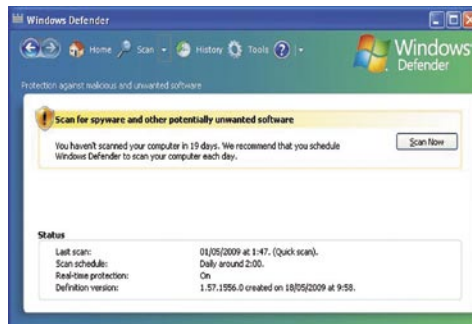 Windows Defender
Home Scan History Tools
Windows
Defender
Protection against malicious and unwanted software
Scan for spyware and other potentially unwanted software
You haven't scanned your computer in 19 days. We recommend that you schedule
Windows Defender to scan your computer each day.
Scan Now
Status
Last scan: 01/05/2009 at 1:47. (Quick scan).
Scan schedule: Daily around 2:00.
Real-time protection: On
Definition version: 1.57.1556.0 created on 18/05/2009 at 9:58.